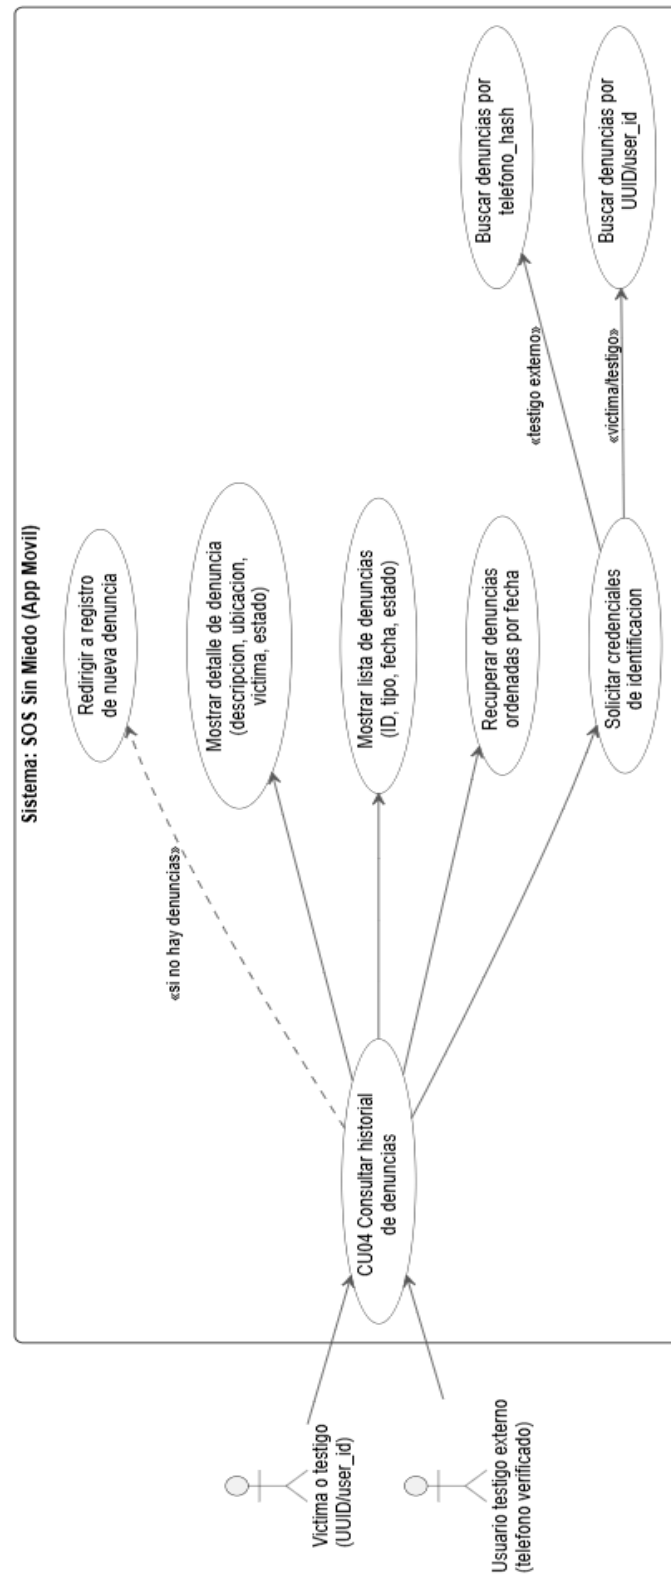 Sistema: SOS Sin Miedo (App Movil)
Victima o testigo
(UUID/user_id)
Usuario testigo externo
(telefono verificado)
CU04 Consultar historial
de denuncias
«si no hay denuncias»
Redirigir a registro
de nueva denuncia
Mostrar detalle de denuncia
(descripcion, ubicacion,
victima, estado)
Mostrar lista de denuncias
(ID, tipo, fecha, estado)
Recuperar denuncias
ordenadas por fecha
Solicitar credenciales
de identificacion
«testigo externo»
«victima/testigo»
Buscar denuncias por
telefono_hash
Buscar denuncias por
UUID/user_id